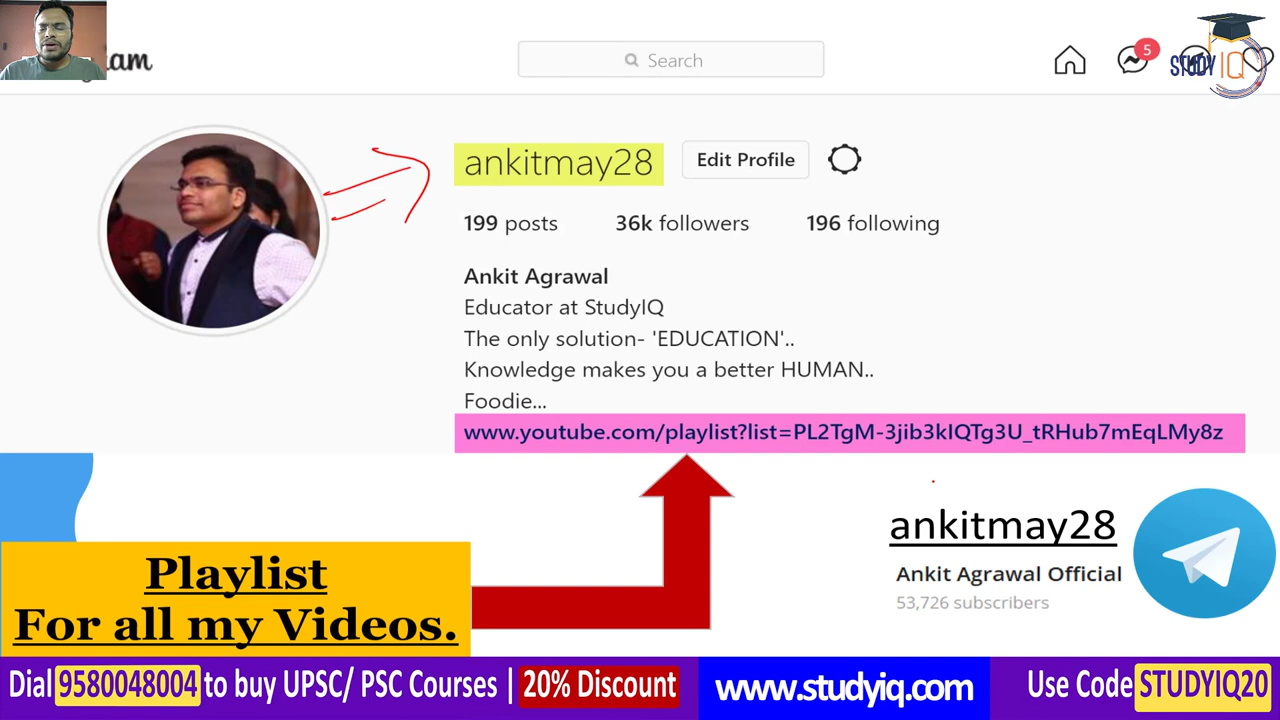 am
Search
5
STUDY IQ
ankitmay28
Edit Profile
199 posts 36k followers 196 following
Ankit Agrawal
Educator at StudyIQ
The only solution- 'EDUCATION'..
Knowledge makes you a better HUMAN..
Foodie...
www.youtube.com/playlist?list=PL2TgM-3jib3kIQTg3U_tRHub7mEqLMy8z
ankitmay28
Ankit Agrawal Official
53,726 subscribers
Playlist
For all my Videos.
Dial 9580048004 to buy UPSC/ PSC Courses | 20% Discount www.studyiq.com Use Code STUDYIQ20